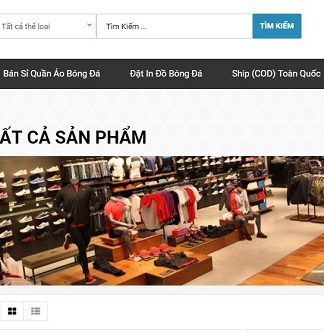 Tất cả thể loại Tìm Kiếm ... TÌM KIẾM
Bán Sỉ Quần Áo Bóng Đá Đặt In Đồ Bóng Đá Ship (COD) Toàn Quốc
ẤT CẢ SẢN PHẨM